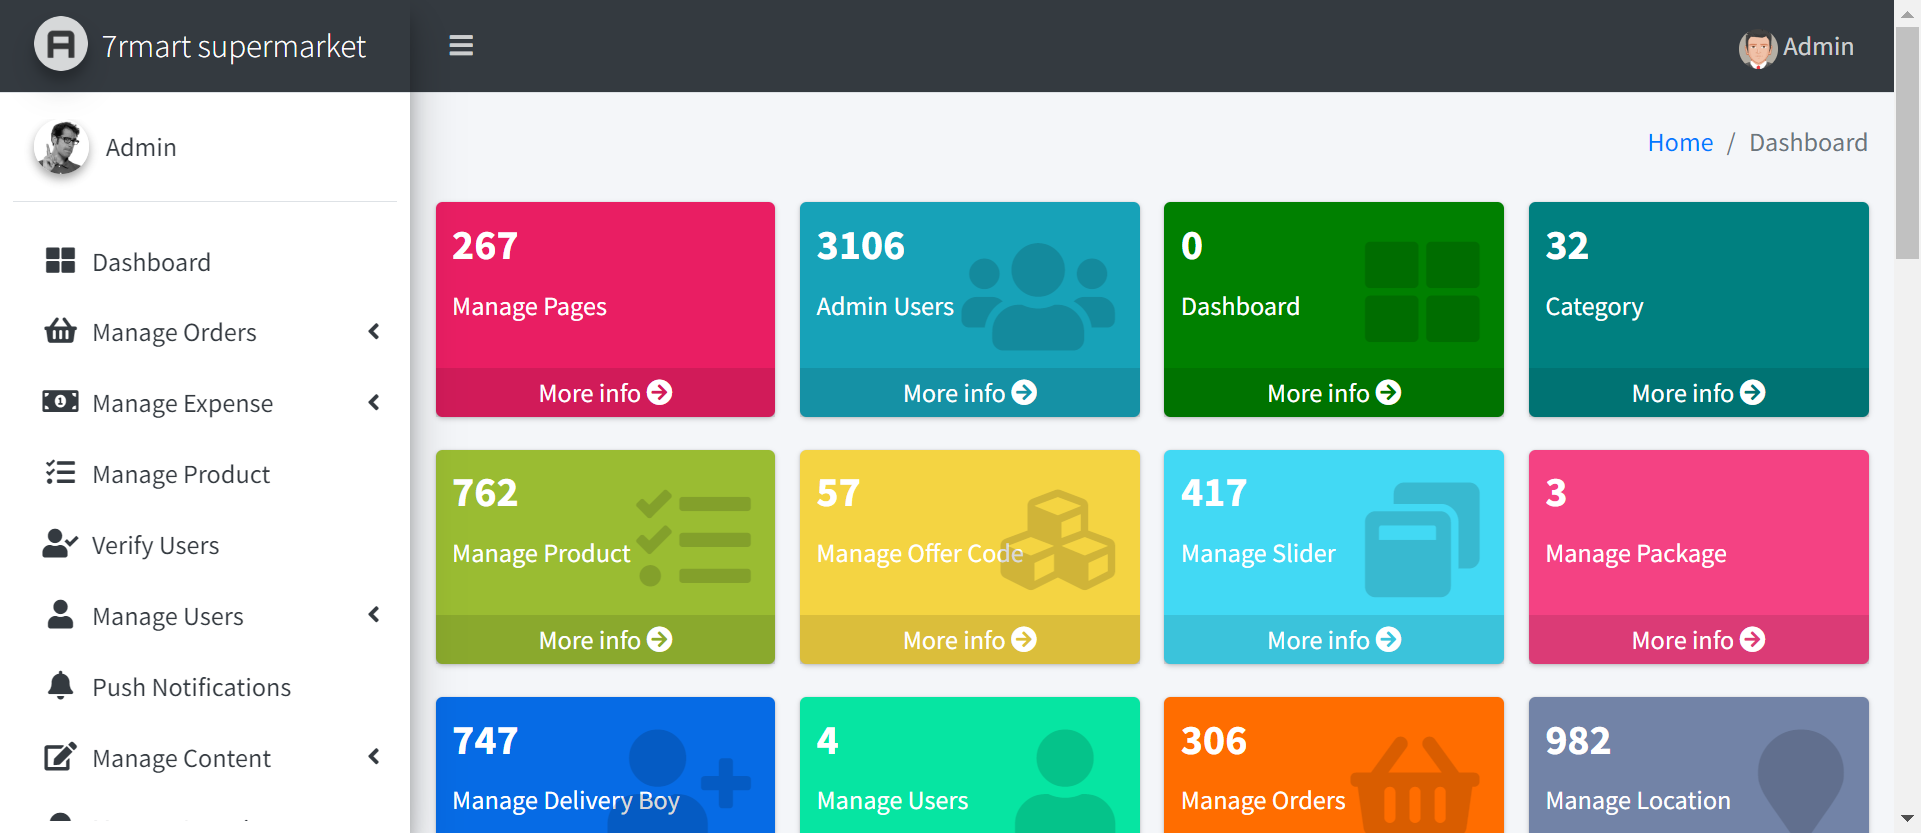 7rmart supermarket
Admin
Admin
Home / Dashboard
Dashboard
Manage Orders
Manage Expense
Manage Product
Verify Users
Manage Users
Push Notifications
Manage Content
267
Manage Pages
More info
3106
Admin Users
More info
0
Dashboard
More info
32
Category
More info
762
Manage Product
More info
57
Manage Offer Code
More info
417
Manage Slider
More info
3
Manage Package
More info
747
Manage Delivery Boy
4
Manage Users
306
Manage Orders
982
Manage Location